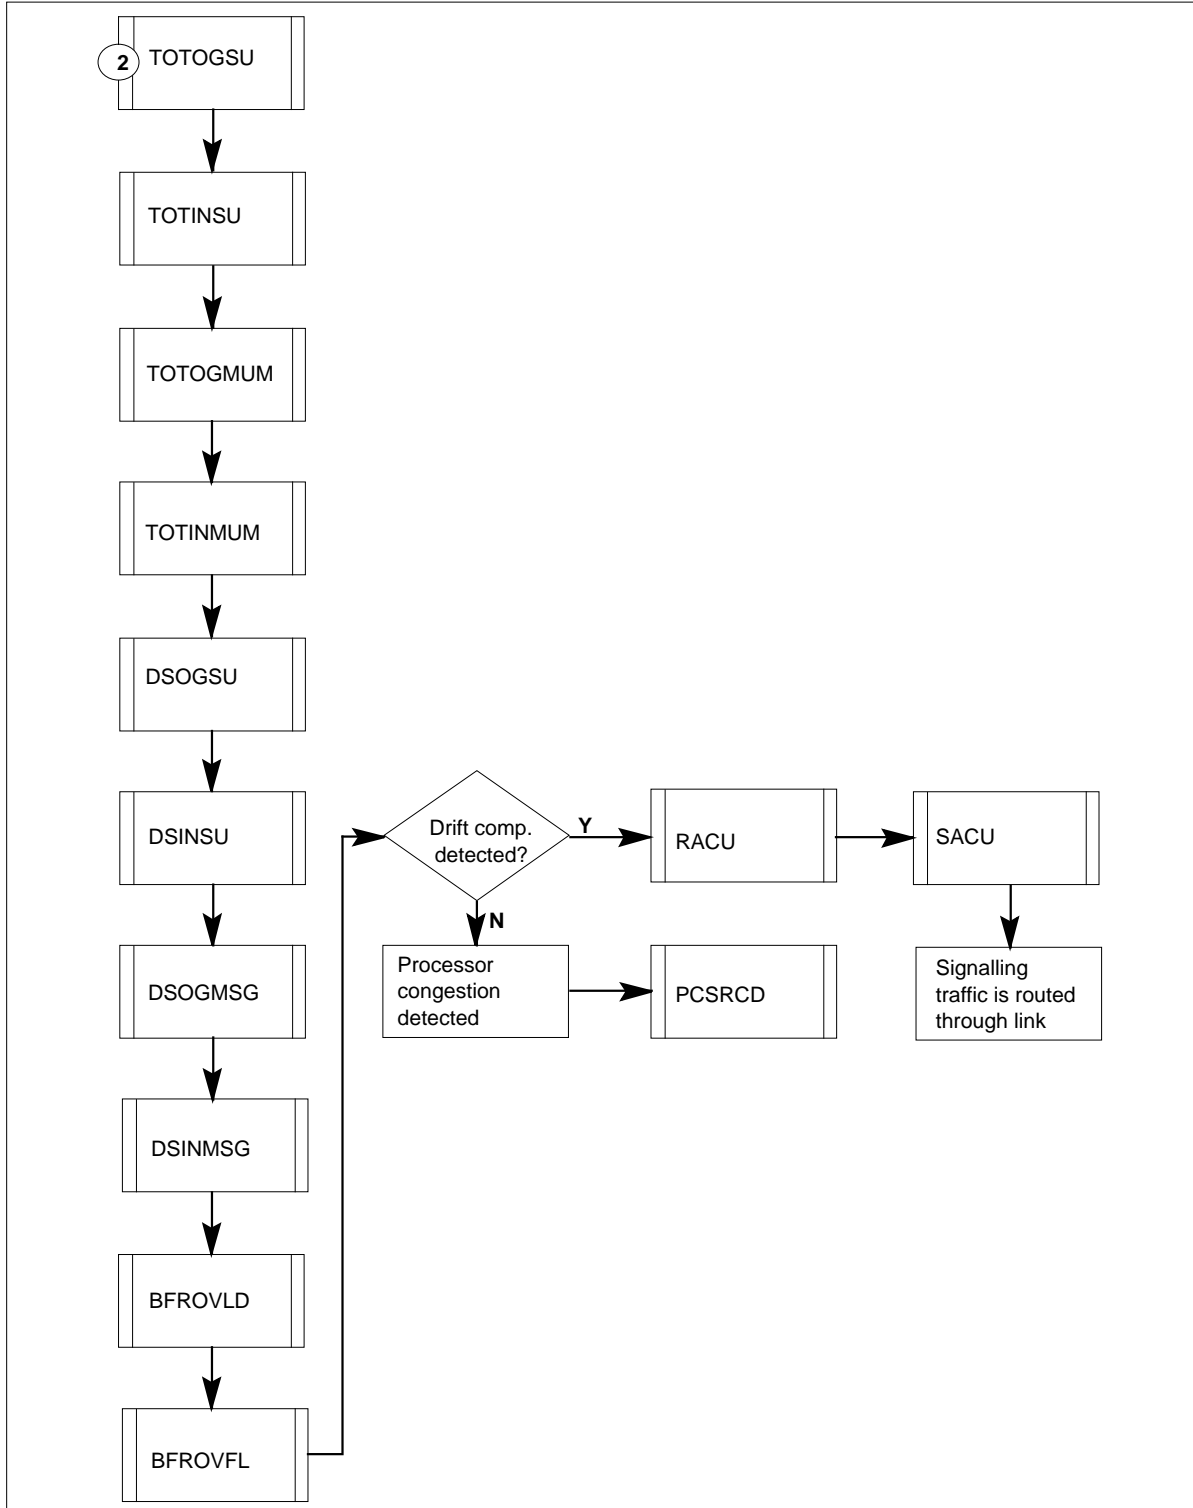 2
TOTOGSU
TOTINSU
TOTOGMUM
TOTINMUM
DSOGSU
DSINSU
DSOGMSG
DSINMSG
BFROVLD
BFROVFL
Drift comp.
detected?
Y
N
RACU
SACU
Processor
congestion
detected
PCSRCD
Signalling
traffic is routed
through link